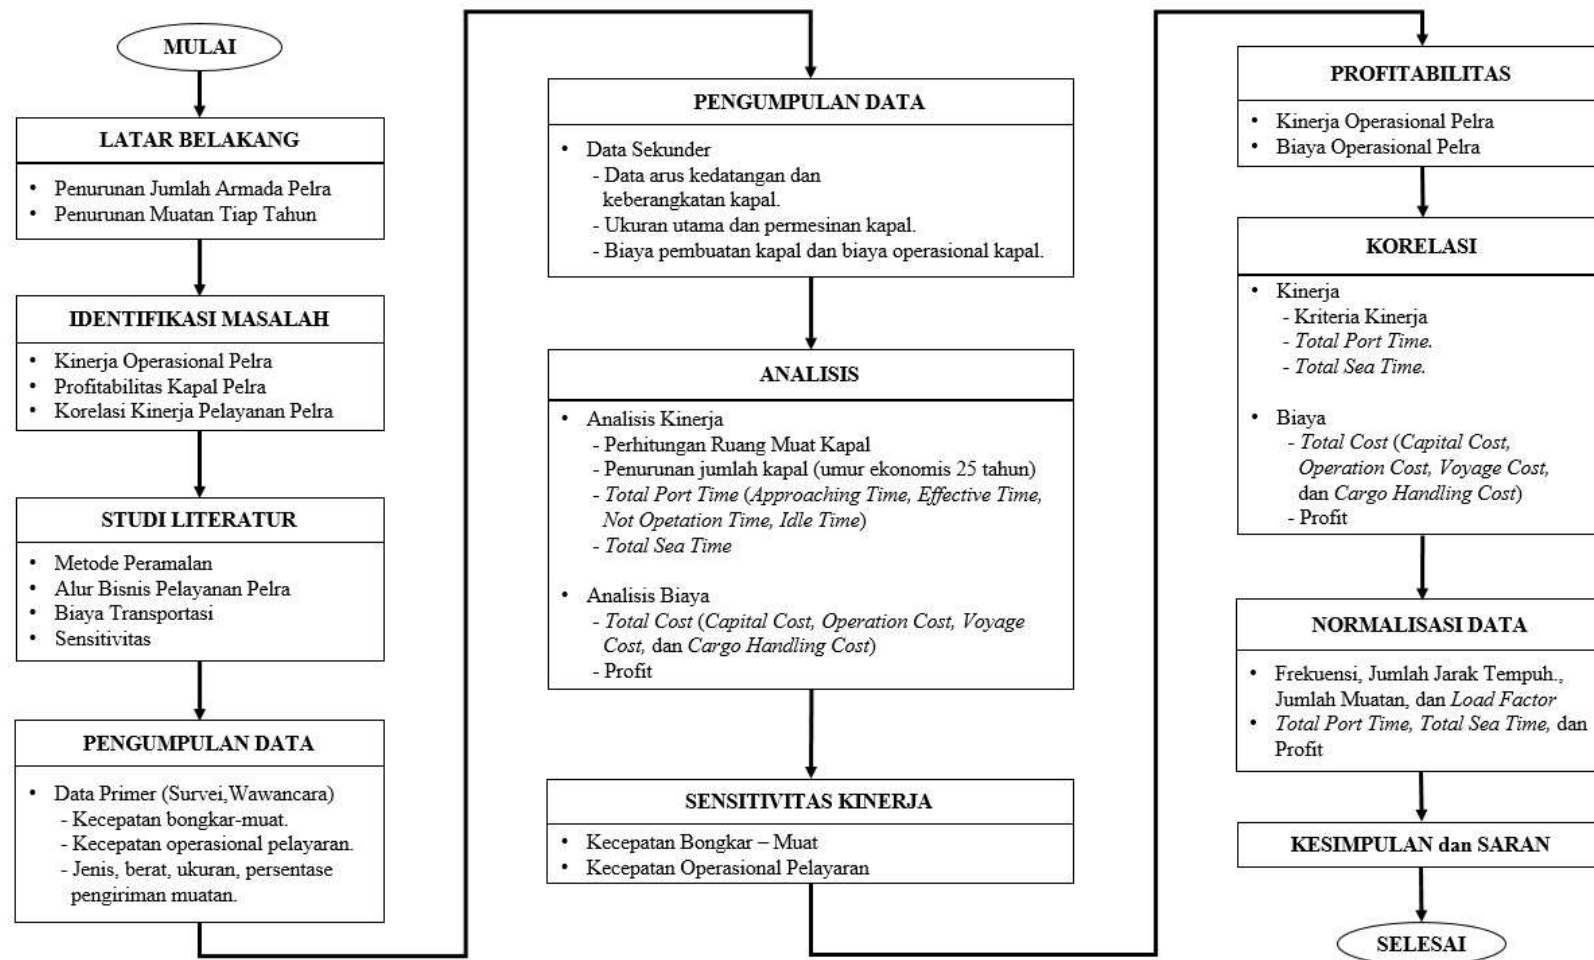 MULAI
LATAR BELAKANG
• Penurunan Jumlah Armada Pelra
• Penurunan Muatan Tiap Tahun
IDENTIFIKASI MASALAH
• Kinerja Operasional Pelra
• Profitabilitas Kapal Pelra
• Korelasi Kinerja Pelayanan Pelra
STUDI LITERATUR
• Metode Peramalan
• Alur Bisnis Pelayanan Pelra
• Biaya Transportasi
• Sensitivitas
PENGUMPULAN DATA
• Data Primer (Survei,Wawancara)
- Kecepatan bongkar-muat.
- Kecepatan operasional pelayaran.
- Jenis, berat, ukuran, persentase
pengiriman muatan.
PENGUMPULAN DATA
• Data Sekunder
- Data arus kedatangan dan
keberangkatan kapal.
- Ukuran utama dan permesinan kapal.
- Biaya pembuatan kapal dan biaya operasional kapal.
ANALISIS
• Analisis Kinerja
- Perhitungan Ruang Muat Kapal
- Penurunan jumlah kapal (umur ekonomis 25 tahun)
- Total Port Time (Approaching Time, Effective Time,
Not Opetation Time, Idle Time)
- Total Sea Time
• Analisis Biaya
- Total Cost (Capital Cost, Operation Cost, Voyage
Cost, dan Cargo Handling Cost)
- Profit
SENSITIVITAS KINERJA
• Kecepatan Bongkar – Muat
• Kecepatan Operasional Pelayaran
PROFITABILITAS
• Kinerja Operasional Pelra
• Biaya Operasional Pelra
KORELASI
• Kinerja
- Kriteria Kinerja
- Total Port Time.
- Total Sea Time.
• Biaya
- Total Cost (Capital Cost,
Operation Cost, Voyage Cost,
dan Cargo Handling Cost)
- Profit
NORMALISASI DATA
• Frekuensi, Jumlah Jarak Tempuh.,
Jumlah Muatan, dan Load Factor
• Total Port Time, Total Sea Time, dan
Profit
KESIMPULAN dan SARAN
SELESAI